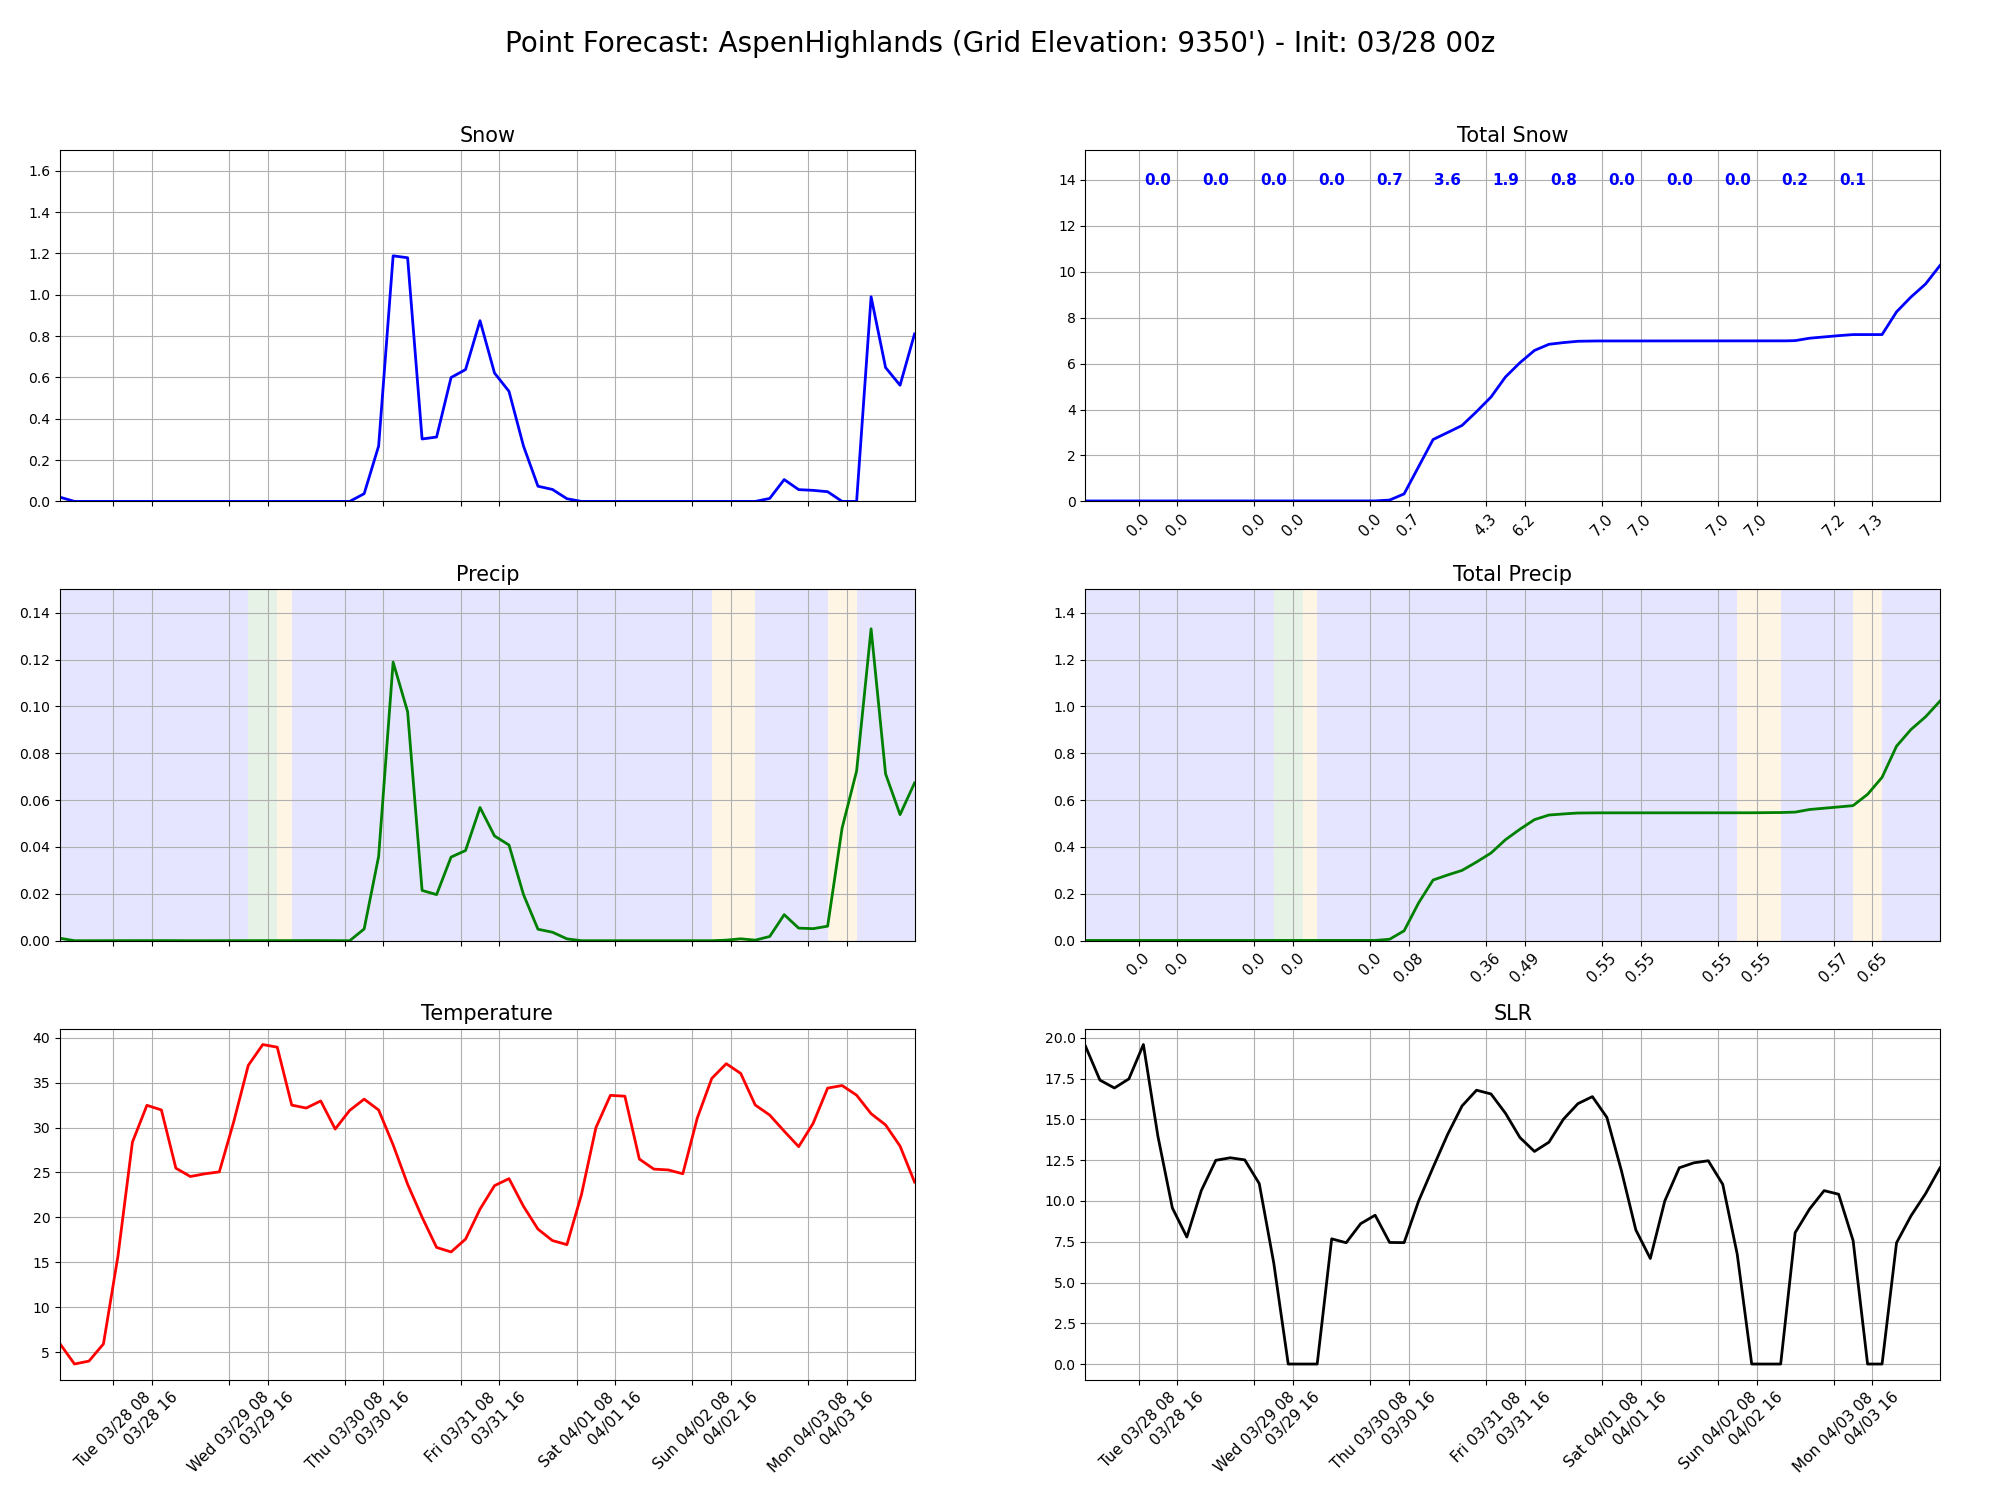 Point Forecast: AspenHighlands (Grid Elevation: 9350') - Init: 03/28 00z
Snow
1.6
1.4
1.2
1.0
0.8
0.6
0.4
0.2
0.0
Total Snow
0.0 0.0 0.0 0.0 0.7 3.6 1.9 0.8 0.0 0.0 0.0 0.2 0.1
14
12
10
8
6
4
2
0
0.0 0.0 0.0 0.0 0.0 0.7 4.3 6.2 7.0 7.0 7.0 7.0 7.2 7.3
Precip
0.14
0.12
0.10
0.08
0.06
0.04
0.02
0.00
Total Precip
1.4
1.2
1.0
0.8
0.6
0.4
0.2
0.0
0.0 0.0 0.0 0.0 0.0 0.08 0.36 0.49 0.55 0.55 0.55 0.55 0.57 0.65
Temperature
40
35
30
25
20
15
10
5
Tue 03/28 08
03/28 16
Wed 03/29 08
03/29 16
Thu 03/30 08
03/30 16
Fri 03/31 08
03/31 16
Sat 04/01 08
04/01 16
Sun 04/02 08
04/02 16
Mon 04/03 08
04/03 16
SLR
20.0
17.5
15.0
12.5
10.0
7.5
5.0
2.5
0.0
Tue 03/28 08
03/28 16
Wed 03/29 08
03/29 16
Thu 03/30 08
03/30 16
Fri 03/31 08
03/31 16
Sat 04/01 08
04/01 16
Sun 04/02 08
04/02 16
Mon 04/03 08
04/03 16